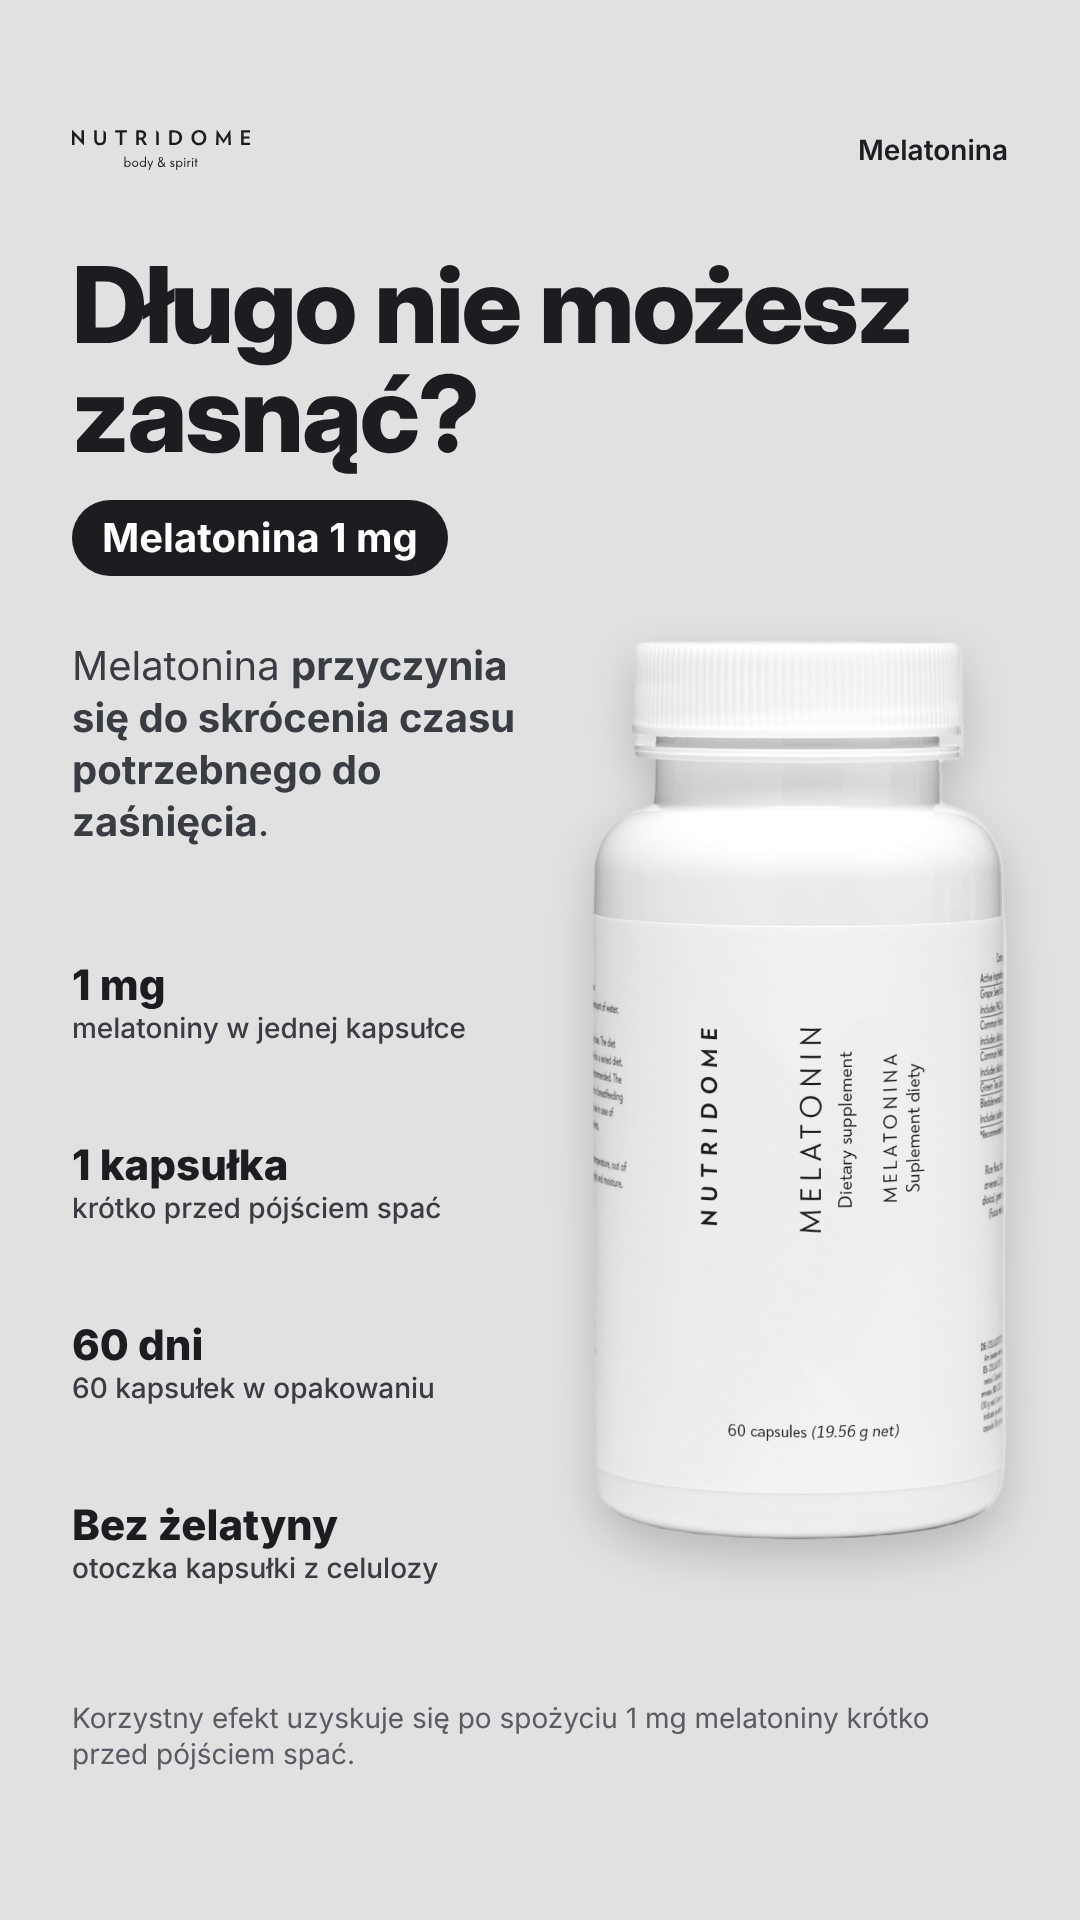 NUTRIDOME
body & spirit
Melatonina
Długo nie możesz
zasnąć?
Melatonina 1 mg
Melatonina przyczynia
się do skrócenia czasu
potrzebnego do
zaśnięcia.
1 mg
melatoniny w jednej kapsułce
1 kapsułka
krótko przed pójściem spać
60 dni
60 kapsułek w opakowaniu
Bez żelatyny
otoczka kapsułki z celulozy
NUTRIDOME
MELATONIN
Dietary supplement
MELATONINA
Suplement diety
60 capsules (19.56 g net)
Korzystny efekt uzyskuje się po spożyciu 1 mg melatoniny krótko
przed pójściem spać.